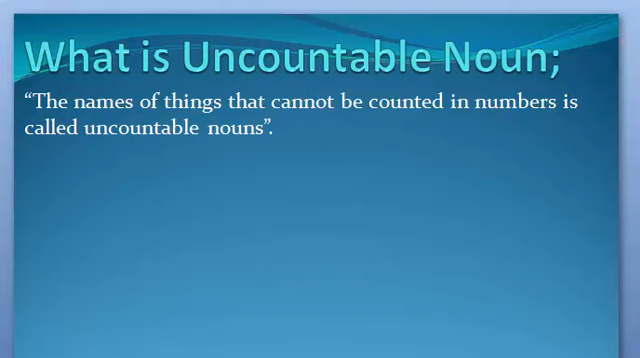 What is Uncountable Noun;
“The names of things that cannot be counted in numbers is
called uncountable nouns”.